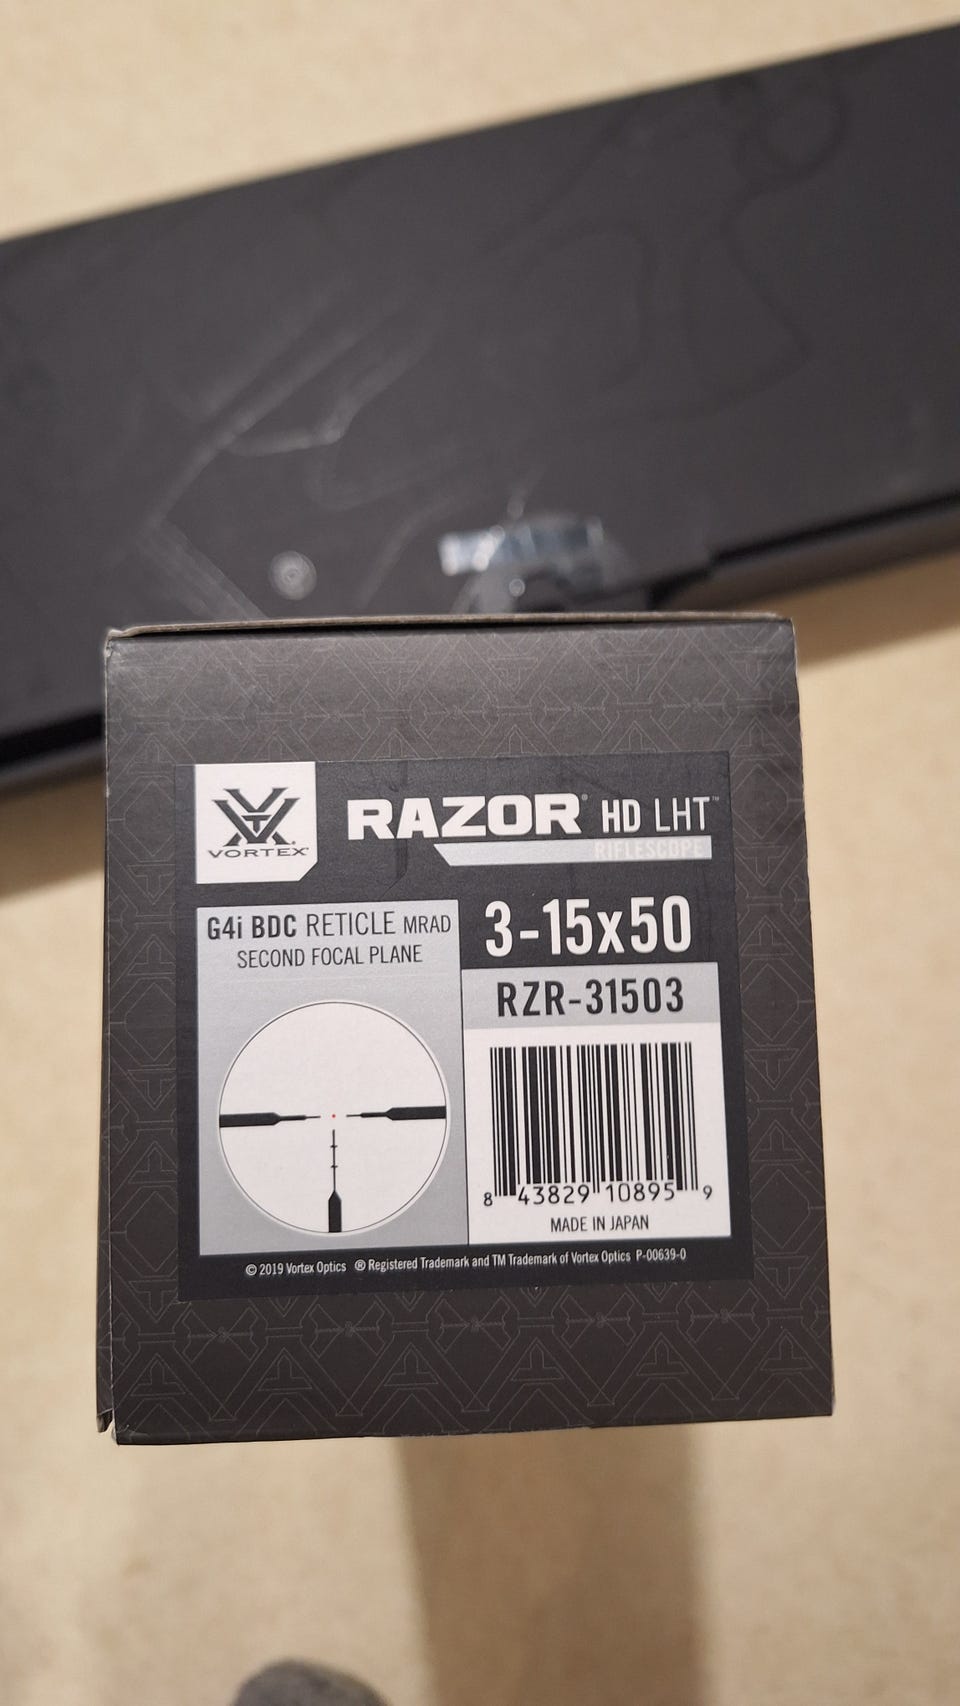 VORTEX®
RAZOR® HD LHT™
RIFLESCOPE
G4i BDC RETICLE MRAD
SECOND FOCAL PLANE
3-15x50
RZR-31503
8 43829 10895 9
MADE IN JAPAN
© 2019 Vortex Optics ® Registered Trademark and TM Trademark of Vortex Optics P-00639-0